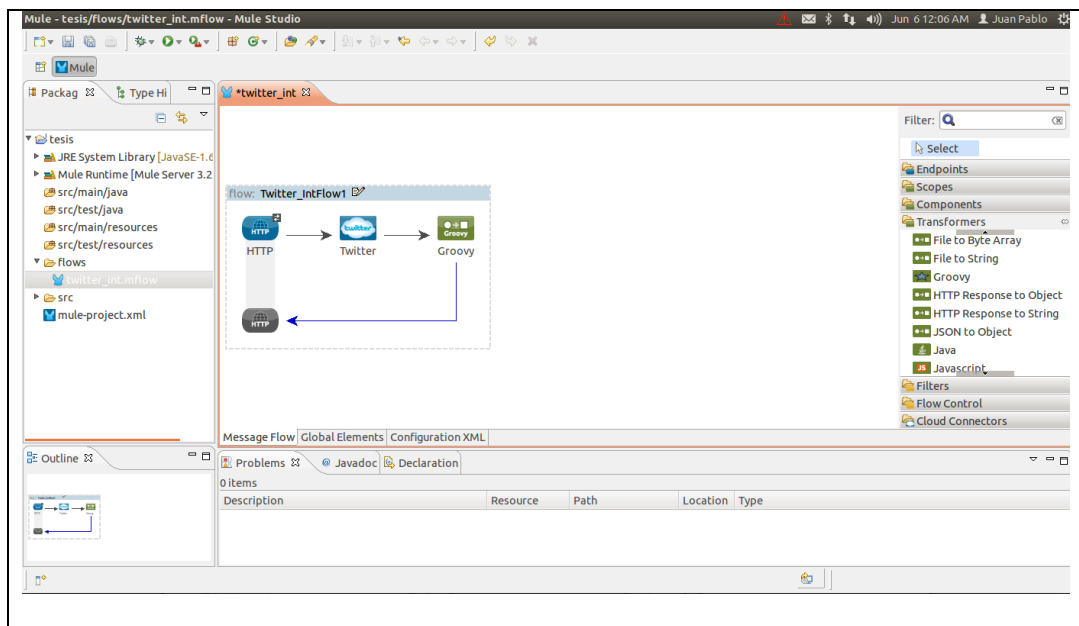 Mule - tesis/flows/twitter_int.mflow - Mule Studio
Jun 6 12:06 AM Juan Pablo
Mule
Packag
Type Hi
*twitter_int
tesis
JRE System Library [JavaSE-1.6
Mule Runtime [Mule Server 3.2
src/main/java
src/test/java
src/main/resources
src/test/resources
flows
twitter_int.mflow
src
mule-project.xml
flow: Twitter_IntFlow1
HTTP
twitter
Groovy
HTTP
Twitter
Groovy
HTTP
Filter:
Select
Endpoints
Scopes
Components
Transformers
File to Byte Array
File to String
Groovy
HTTP Response to Object
HTTP Response to String
JSON to Object
Java
JS Javascript
Filters
Flow Control
Cloud Connectors
Message Flow Global Elements Configuration XML
Outline
Problems @ Javadoc Declaration
0 items
Description Resource Path Location Type